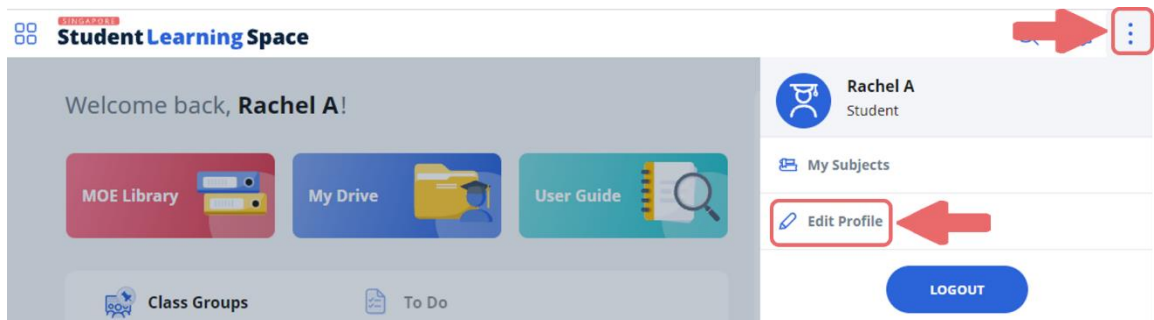 SINGAPORE
Student Learning Space
Welcome back, Rachel A!
MOE Library
My Drive
User Guide
Class Groups
To Do
Rachel A
Student
My Subjects
Edit Profile
LOGOUT